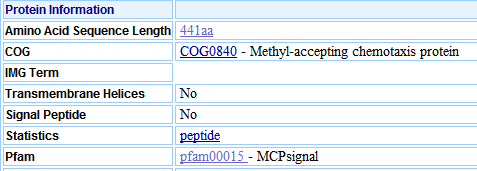 Protein Information
Amino Acid Sequence Length 441aa
COG COG0840 - Methyl-accepting chemotaxis protein
IMG Term
Transmembrane Helices No
Signal Peptide No
Statistics peptide
Pfam pfam00015 - MCPsignal